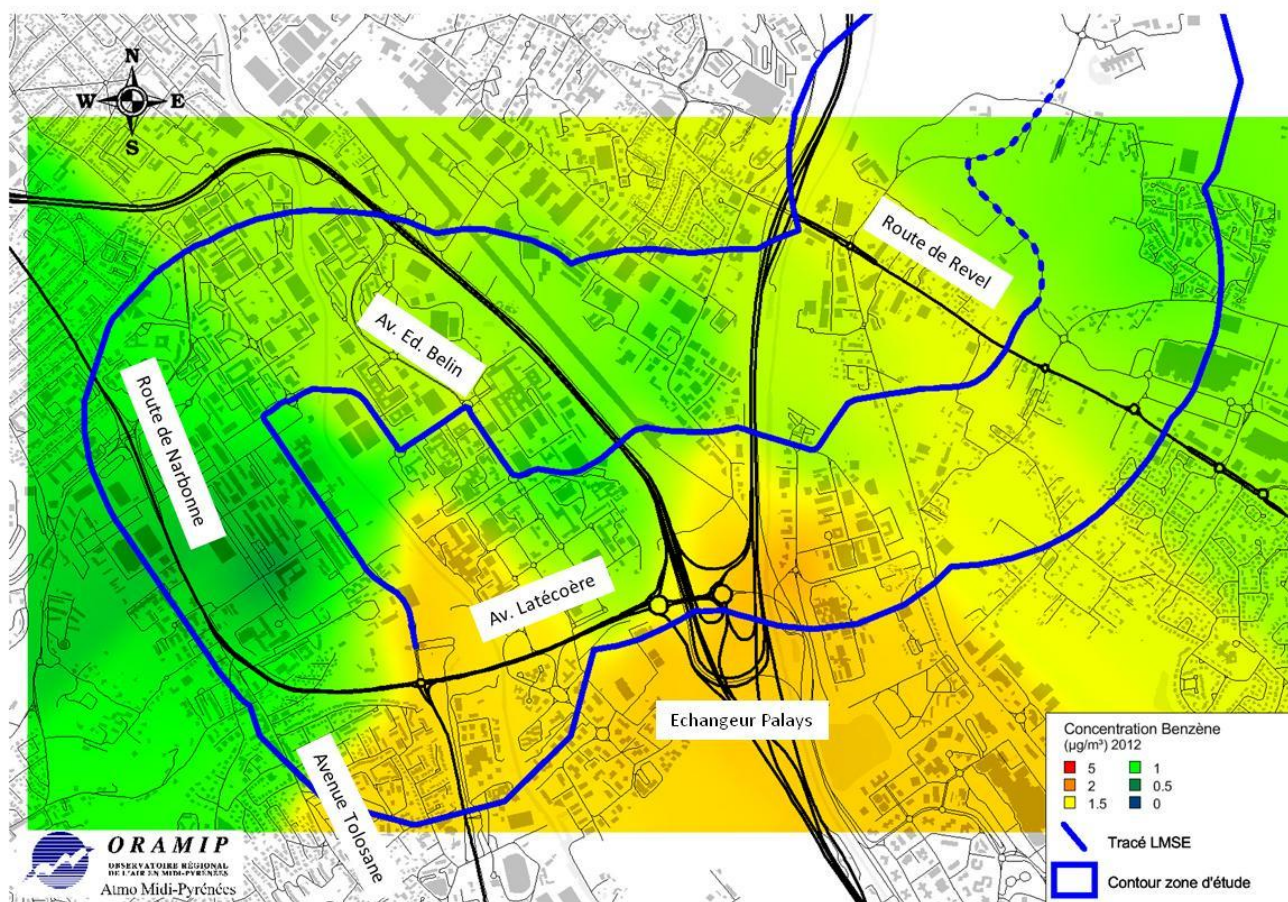 N
W E
S
Route de Revel
Av. Ed. Belin
Route de Narbonne
Av. Latécoère
Echangeur Palays
Avenue Tolosane
Concentration Benzène
(µg/m³) 2012
5 1
2 0.5
1.5 0
Tracé LMSE
Contour zone d'étude
ORAMIP
OBSERVATOIRE RÉGIONAL
DE L'AIR EN MIDI-PYRÉNÉES
Atmo Midi-Pyrénées